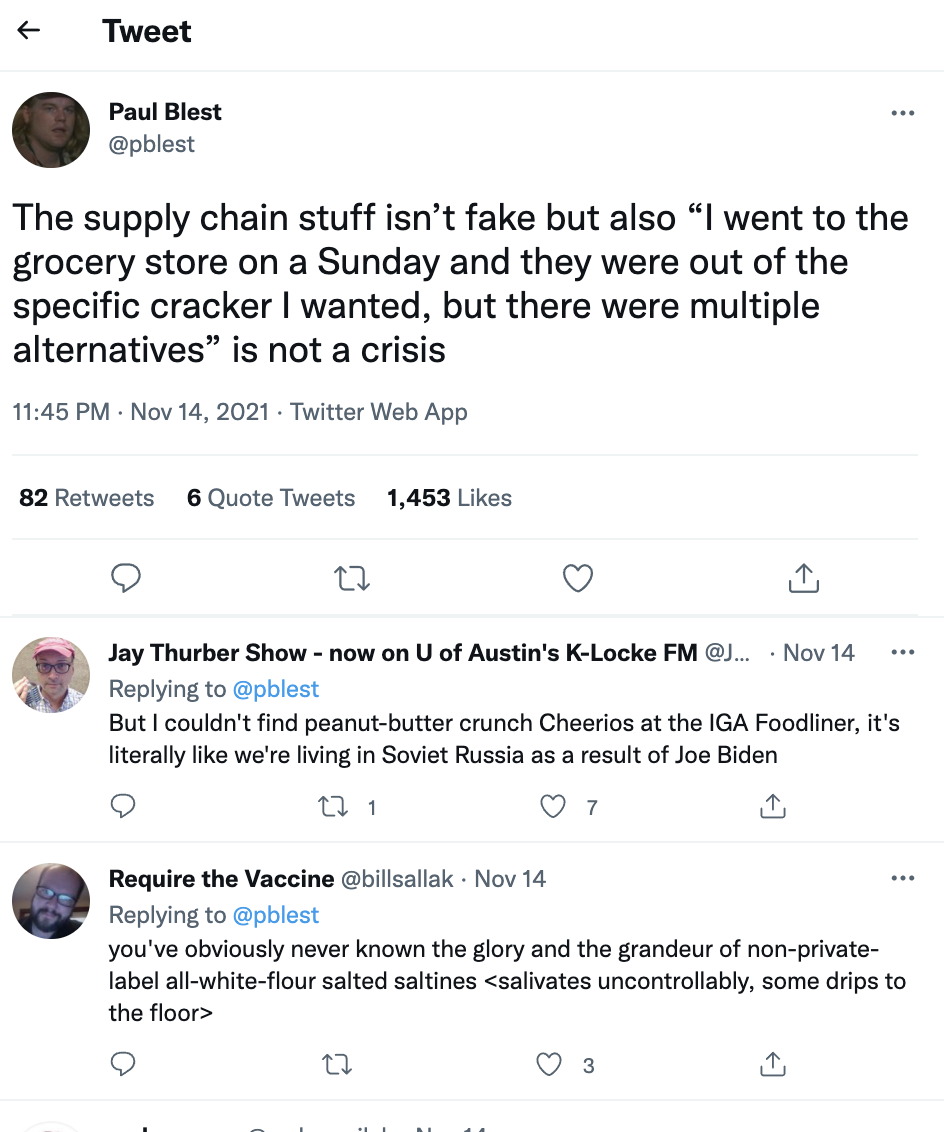 Tweet
Paul Blest
@pblest
The supply chain stuff isn’t fake but also “I went to the
grocery store on a Sunday and they were out of the
specific cracker I wanted, but there were multiple
alternatives” is not a crisis
11:45 PM · Nov 14, 2021 · Twitter Web App
82 Retweets 6 Quote Tweets 1,453 Likes
Jay Thurber Show - now on U of Austin's K-Locke FM @J... · Nov 14
Replying to @pblest
But I couldn't find peanut-butter crunch Cheerios at the IGA Foodliner, it's
literally like we're living in Soviet Russia as a result of Joe Biden
1 7
Require the Vaccine @billsallak · Nov 14
Replying to @pblest
you've obviously never known the glory and the grandeur of non-private-
label all-white-flour salted saltines <salivates uncontrollably, some drips to
the floor>
3